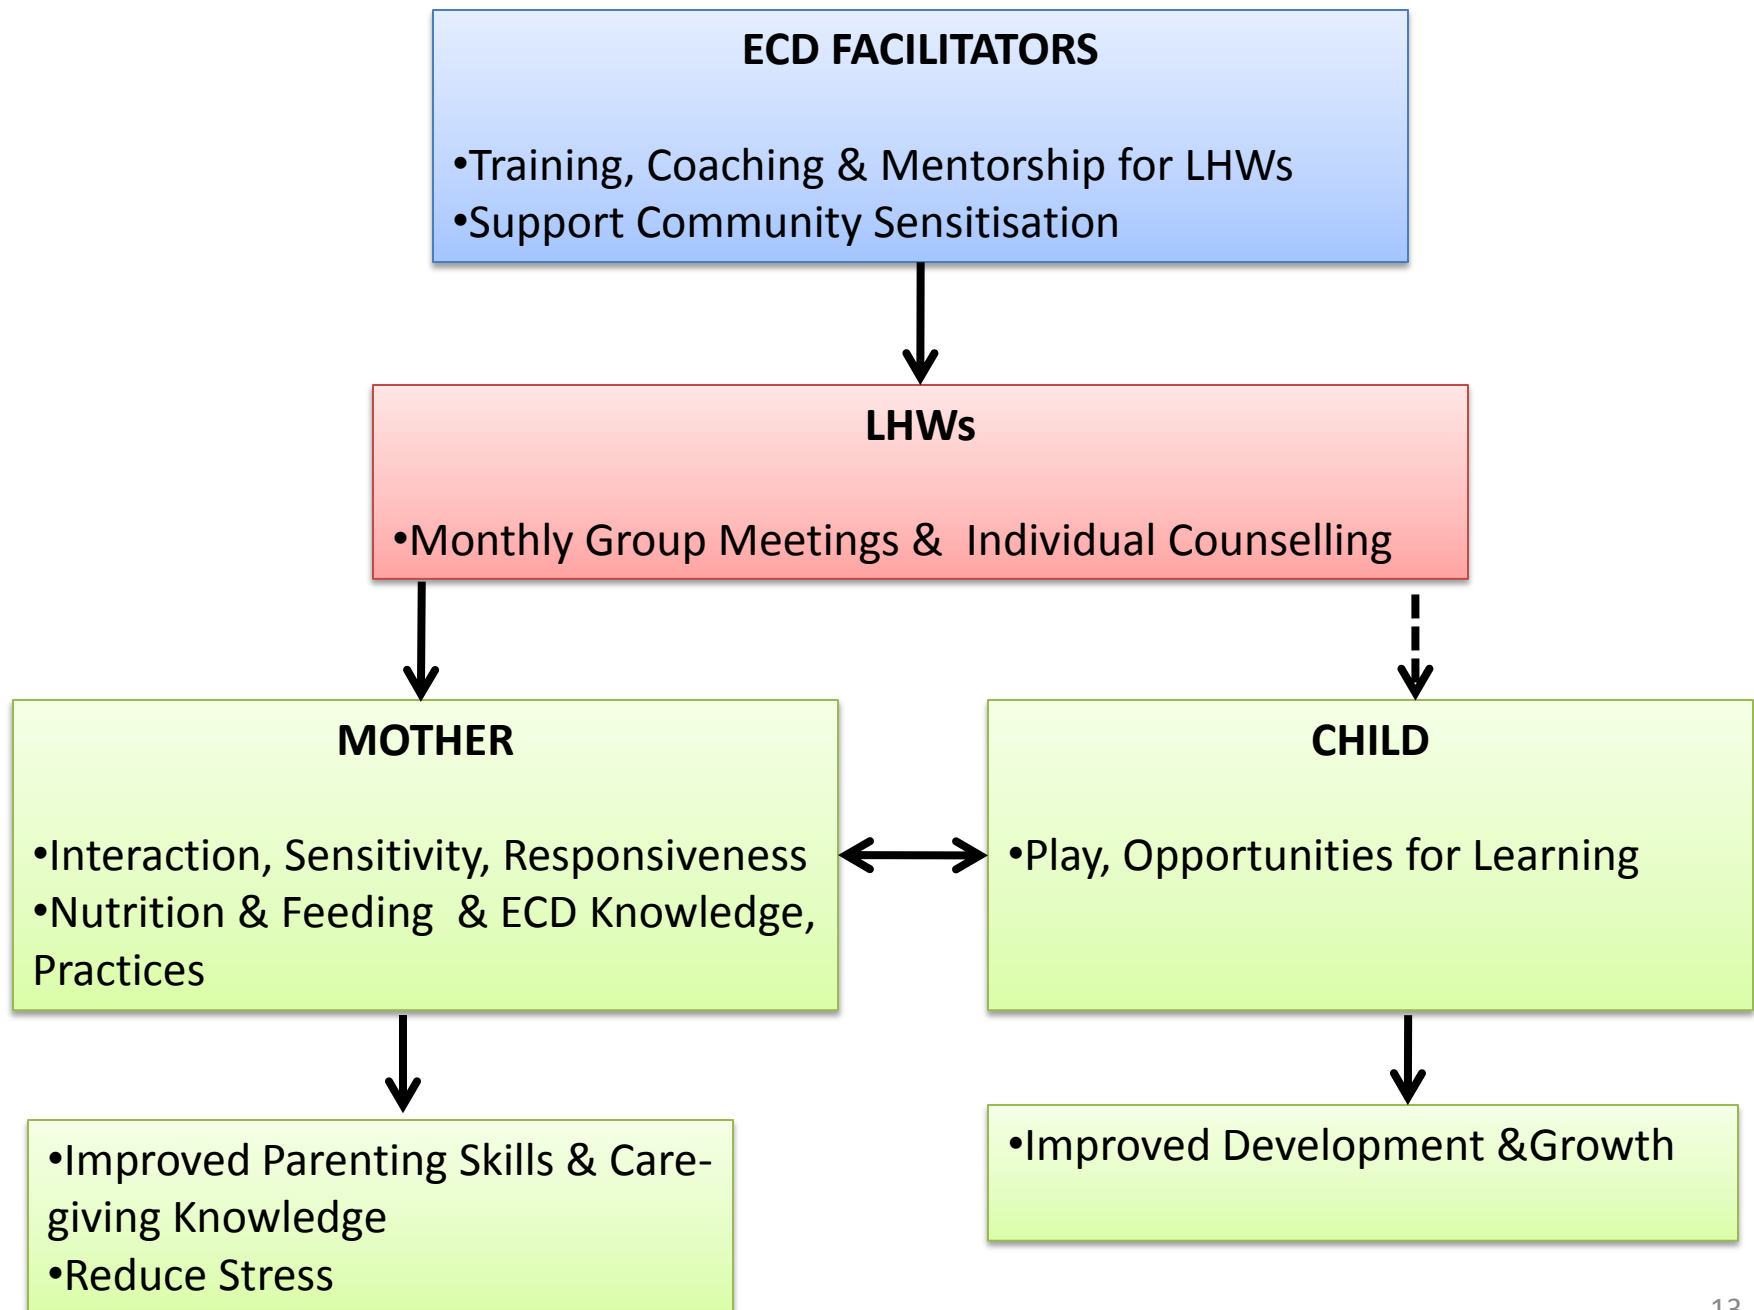 ECD FACILITATORS
•Training, Coaching & Mentorship for LHWs
•Support Community Sensitisation
LHWs
•Monthly Group Meetings &  Individual Counselling
MOTHER
•Interaction, Sensitivity, Responsiveness
•Nutrition & Feeding  & ECD Knowledge,
Practices
CHILD
•Play, Opportunities for Learning
•Improved Parenting Skills & Care-
giving Knowledge
•Reduce Stress
•Improved Development &Growth
13